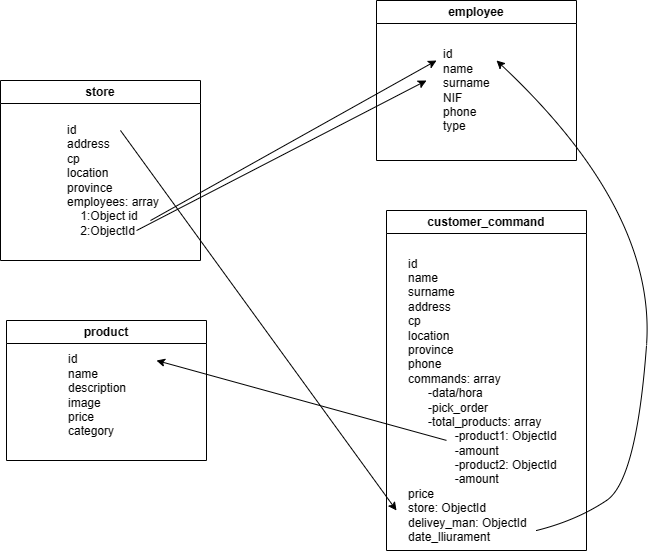 employee
id
name
surname
NIF
phone
type
store
id
address
cp
location
province
employees: array
1:Object id
2:ObjectId
customer_command
id
name
surname
address
cp
location
province
phone
commands: array
-data/hora
-pick_order
-total_products: array
-product1: ObjectId
-amount
-product2: ObjectId
-amount
price
store: ObjectId
delivey_man: ObjectId
date_lliurament
product
id
name
description
image
price
category